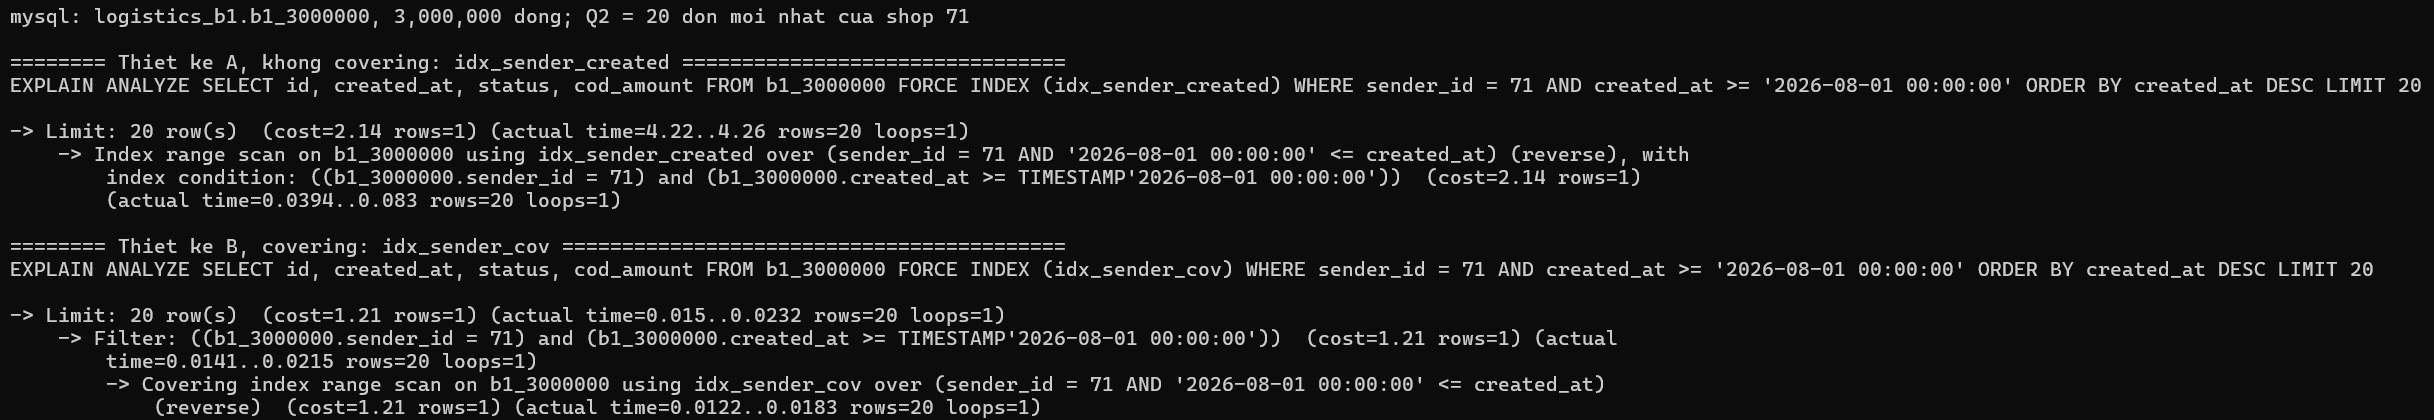 mysql: logistics_b1.b1_3000000, 3,000,000 dong; Q2 = 20 don moi nhat cua shop 71
======== Thiet ke A, khong covering: idx_sender_created ================================
EXPLAIN ANALYZE SELECT id, created_at, status, cod_amount FROM b1_3000000 FORCE INDEX (idx_sender_created) WHERE sender_id = 71 AND created_at >= '2026-08-01 00:00:00' ORDER BY created_at DESC LIMIT 20
-> Limit: 20 row(s)  (cost=2.14 rows=1) (actual time=4.22..4.26 rows=20 loops=1)
    -> Index range scan on b1_3000000 using idx_sender_created over (sender_id = 71 AND '2026-08-01 00:00:00' <= created_at) (reverse), with
        index condition: ((b1_3000000.sender_id = 71) and (b1_3000000.created_at >= TIMESTAMP'2026-08-01 00:00:00'))  (cost=2.14 rows=1)
        (actual time=0.0394..0.083 rows=20 loops=1)
======== Thiet ke B, covering: idx_sender_cov ==========================================
EXPLAIN ANALYZE SELECT id, created_at, status, cod_amount FROM b1_3000000 FORCE INDEX (idx_sender_cov) WHERE sender_id = 71 AND created_at >= '2026-08-01 00:00:00' ORDER BY created_at DESC LIMIT 20
-> Limit: 20 row(s)  (cost=1.21 rows=1) (actual time=0.015..0.0232 rows=20 loops=1)
    -> Filter: ((b1_3000000.sender_id = 71) and (b1_3000000.created_at >= TIMESTAMP'2026-08-01 00:00:00'))  (cost=1.21 rows=1) (actual
        time=0.0141..0.0215 rows=20 loops=1)
        -> Covering index range scan on b1_3000000 using idx_sender_cov over (sender_id = 71 AND '2026-08-01 00:00:00' <= created_at)
            (reverse)  (cost=1.21 rows=1) (actual time=0.0122..0.0183 rows=20 loops=1)